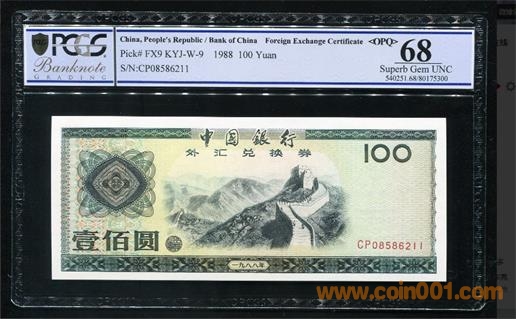 PCGS
Banknote
GRADING
China, People's Republic / Bank of China Foreign Exchange Certificate
Pick# FX9 KYJ-W-9 1988 100 Yuan
S/N:CP08586211
<OPQ> 68
Superb Gem UNC
540251.68/80175300
中国银行
外汇兑换券
100
壹佰圆
CP08586211
一九八八年
www.coin001.com